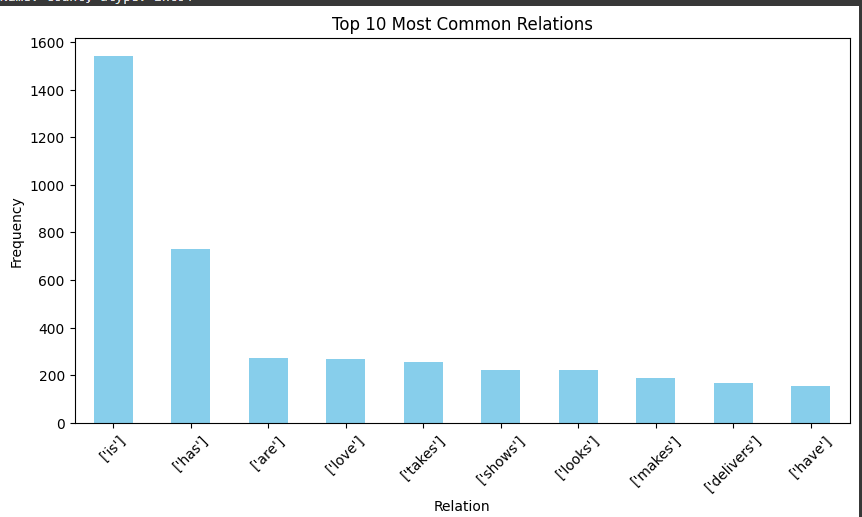 Top 10 Most Common Relations
1600
1400
1200
1000
800
600
400
200
0
Frequency
['is']
['has']
['are']
['love']
['takes']
['shows']
['looks']
['makes']
['delivers']
['have']
Relation